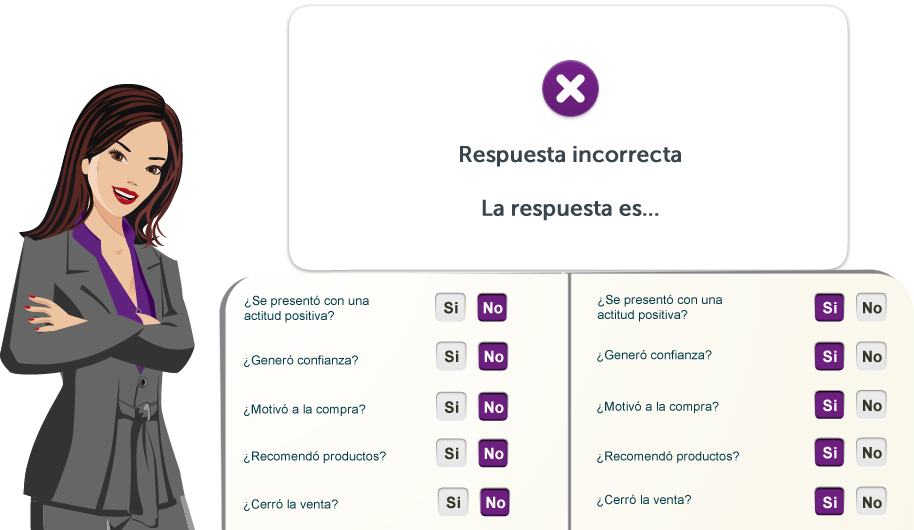 Respuesta incorrecta
La respuesta es...
¿Se presentó con una
actitud positiva?
Si No
¿Generó confianza?
Si No
¿Motivó a la compra?
Si No
¿Recomendó productos?
Si No
¿Cerró la venta?
Si No
¿Se presentó con una
actitud positiva?
Si No
¿Generó confianza?
Si No
¿Motivó a la compra?
Si No
¿Recomendó productos?
Si No
¿Cerró la venta?
Si No